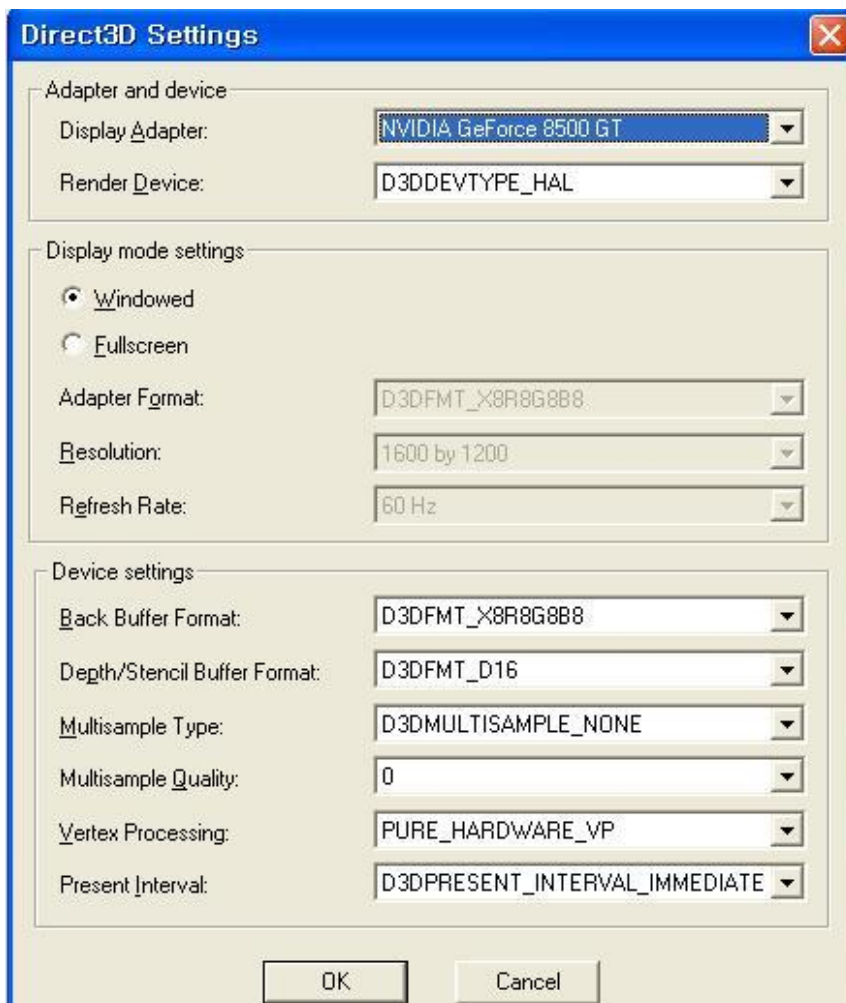 Direct3D Settings
Adapter and device
Display Adapter: NVIDIA GeForce 8500 GT
Render Device: D3DDEVTYPE_HAL
Display mode settings
Windowed
Fullscreen
Adapter Format: D3DFMT_X8R8G8B8
Resolution: 1600 by 1200
Refresh Rate: 60 Hz
Device settings
Back Buffer Format: D3DFMT_X8R8G8B8
Depth/Stencil Buffer Format: D3DFMT_D16
Multisample Type: D3DMULTISAMPLE_NONE
Multisample Quality: 0
Vertex Processing: PURE_HARDWARE_VP
Present Interval: D3DPRESENT_INTERVAL_IMMEDIATE
OK Cancel